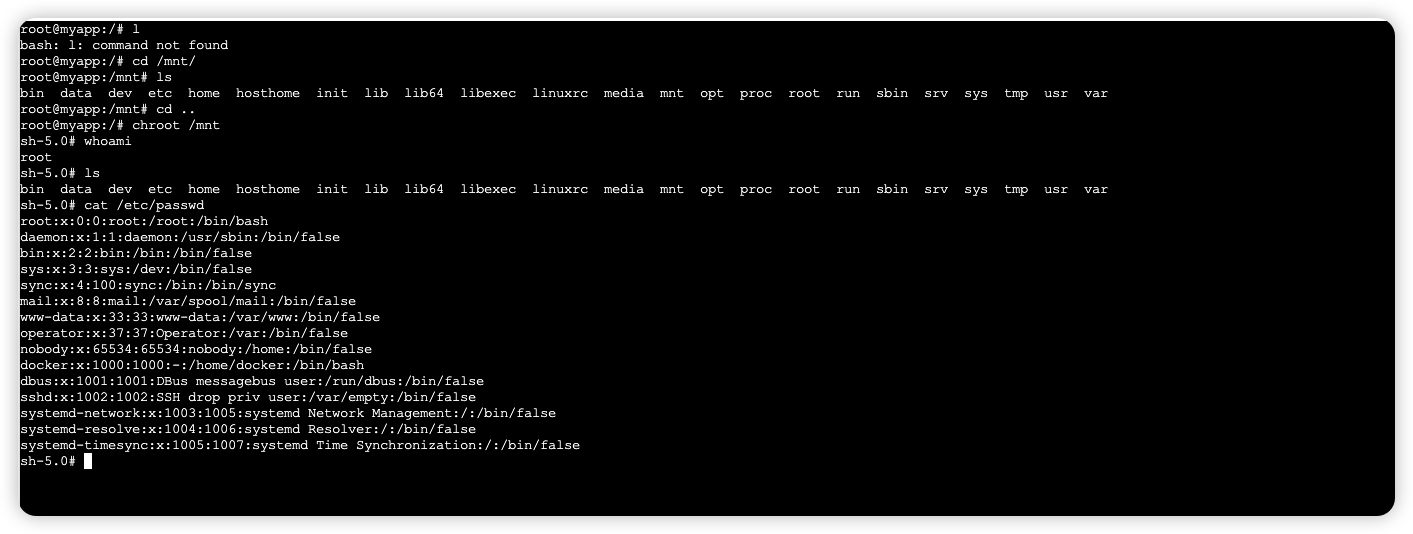 root@myapp:/# l
bash: l: command not found
root@myapp:/# cd /mnt/
root@myapp:/mnt# ls
bin  data  dev  etc  home  hosthome  init  lib  lib64  libexec  linuxrc  media  mnt  opt  proc  root  run  sbin  srv  sys  tmp  usr  var
root@myapp:/mnt# cd ..
root@myapp:/# chroot /mnt
sh-5.0# whoami
root
sh-5.0# ls
bin  data  dev  etc  home  hosthome  init  lib  lib64  libexec  linuxrc  media  mnt  opt  proc  root  run  sbin  srv  sys  tmp  usr  var
sh-5.0# cat /etc/passwd
root:x:0:0:root:/root:/bin/bash
daemon:x:1:1:daemon:/usr/sbin:/bin/false
bin:x:2:2:bin:/bin:/bin/false
sys:x:3:3:sys:/dev:/bin/false
sync:x:4:100:sync:/bin:/bin/sync
mail:x:8:8:mail:/var/spool/mail:/bin/false
www-data:x:33:33:www-data:/var/www:/bin/false
operator:x:37:37:Operator:/var:/bin/false
nobody:x:65534:65534:nobody:/home:/bin/false
docker:x:1000:1000:-:/home/docker:/bin/bash
dbus:x:1001:1001:DBus messagebus user:/run/dbus:/bin/false
sshd:x:1002:1002:SSH drop priv user:/var/empty:/bin/false
systemd-network:x:1003:1005:systemd Network Management:/:/bin/false
systemd-resolve:x:1004:1006:systemd Resolver:/:/bin/false
systemd-timesync:x:1005:1007:systemd Time Synchronization:/:/bin/false
sh-5.0#